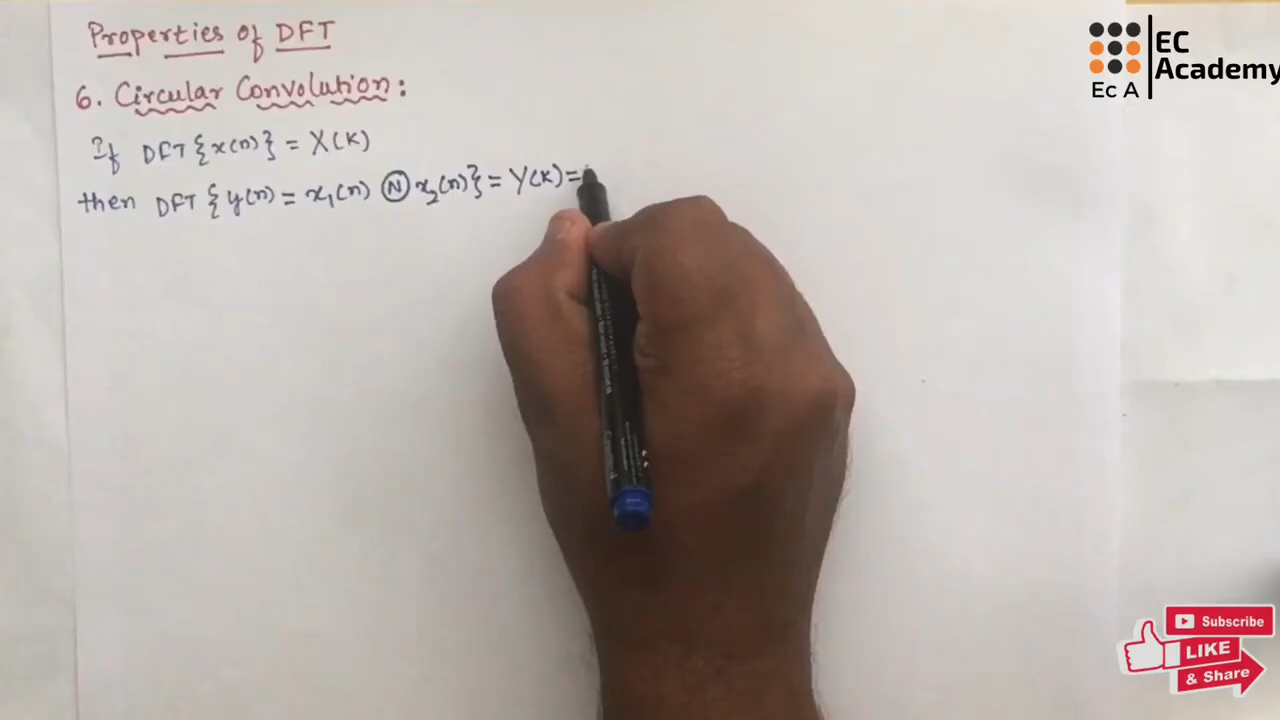 Properties of DFT
6. Circular Convolution:
If DFT {x(n)} = X(K)
then DFT {y(n) = x₁(n) Ⓝ x₂(n)} = Y(K) =
EC
Academy
Ec A
Subscribe
LIKE
& Share